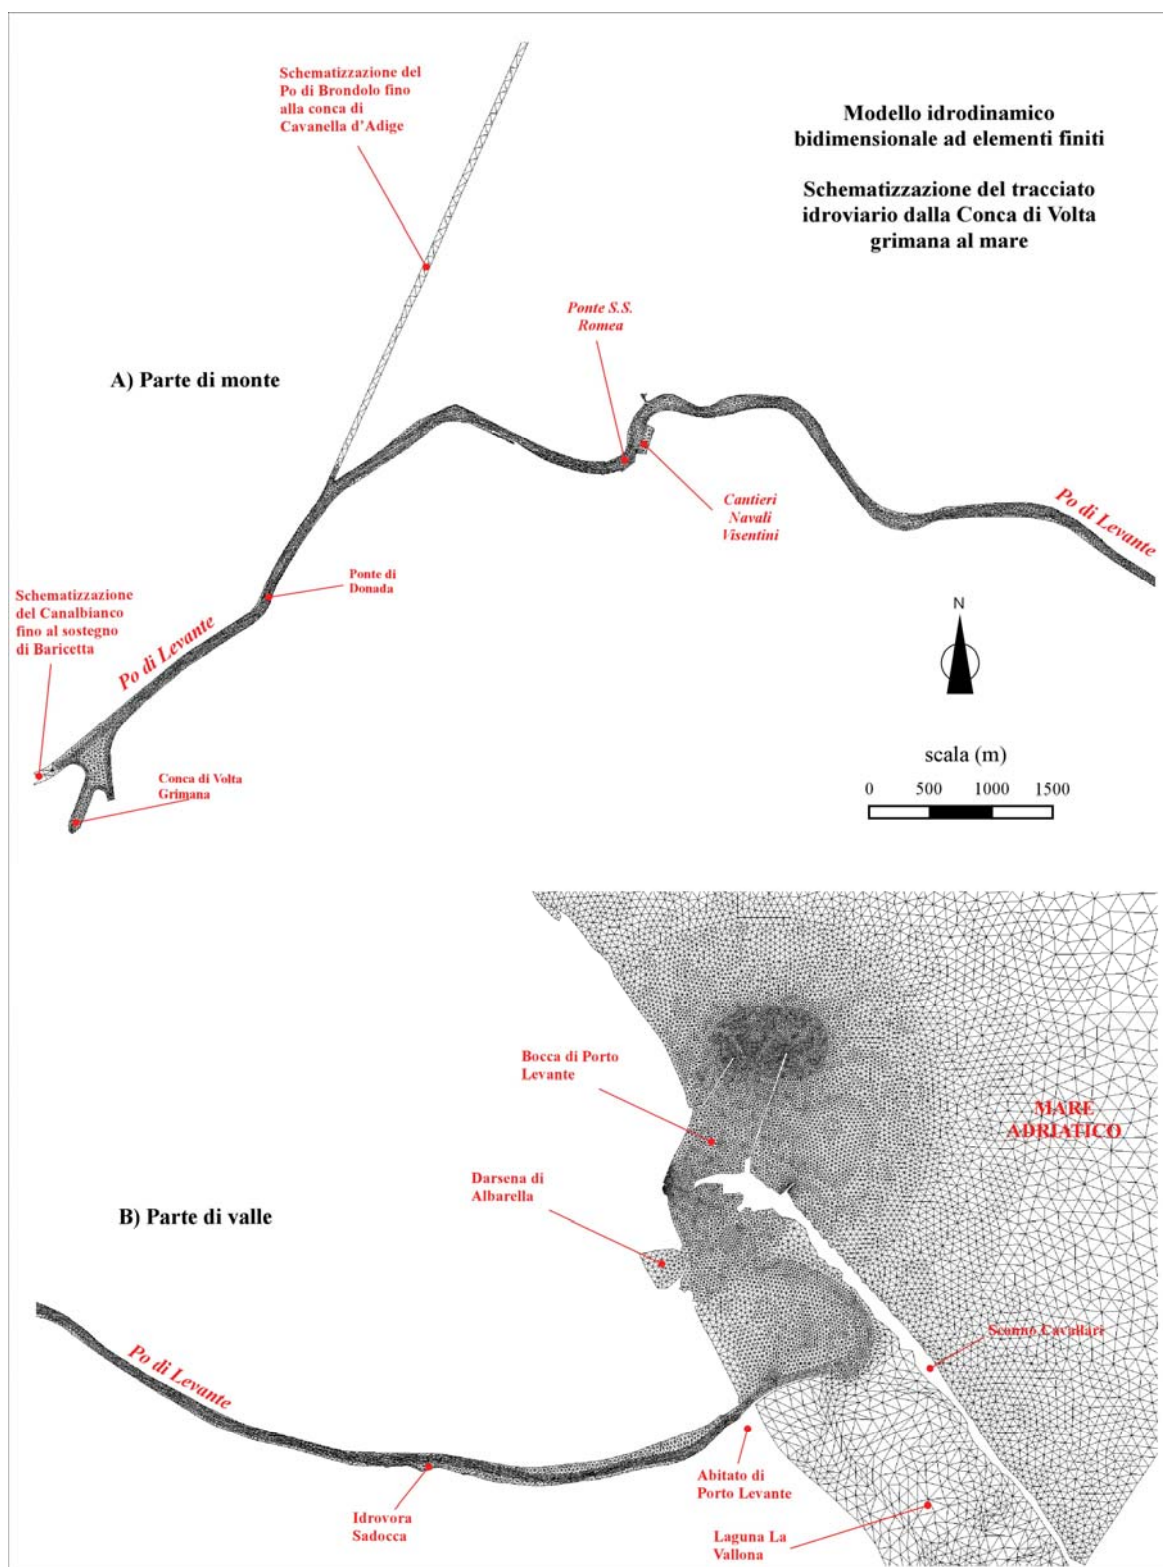 Schematizzazione del
Po di Brondolo fino
alla conca di
Cavanella d'Adige
Modello idrodinamico
bidimensionale ad elementi finiti
Schematizzazione del tracciato
idroviario dalla Conca di Volta
grimana al mare
Ponte S.S.
Romea
A) Parte di monte
Cantieri
Navali
Visentini
Po di Levante
Ponte di
Donada
Schematizzazione
del Canalbianco
fino al sostegno
di Baricetta
Po di Levante
Conca di Volta
Grimana
N
scala (m)
0 500 1000 1500
Bocca di Porto
Levante
MARE
ADRIATICO
Darsena di
Albarella
B) Parte di valle
Scanno Cavallari
Po di Levante
Abitato di
Porto Levante
Idrovora
Sadocca
Laguna La
Vallona